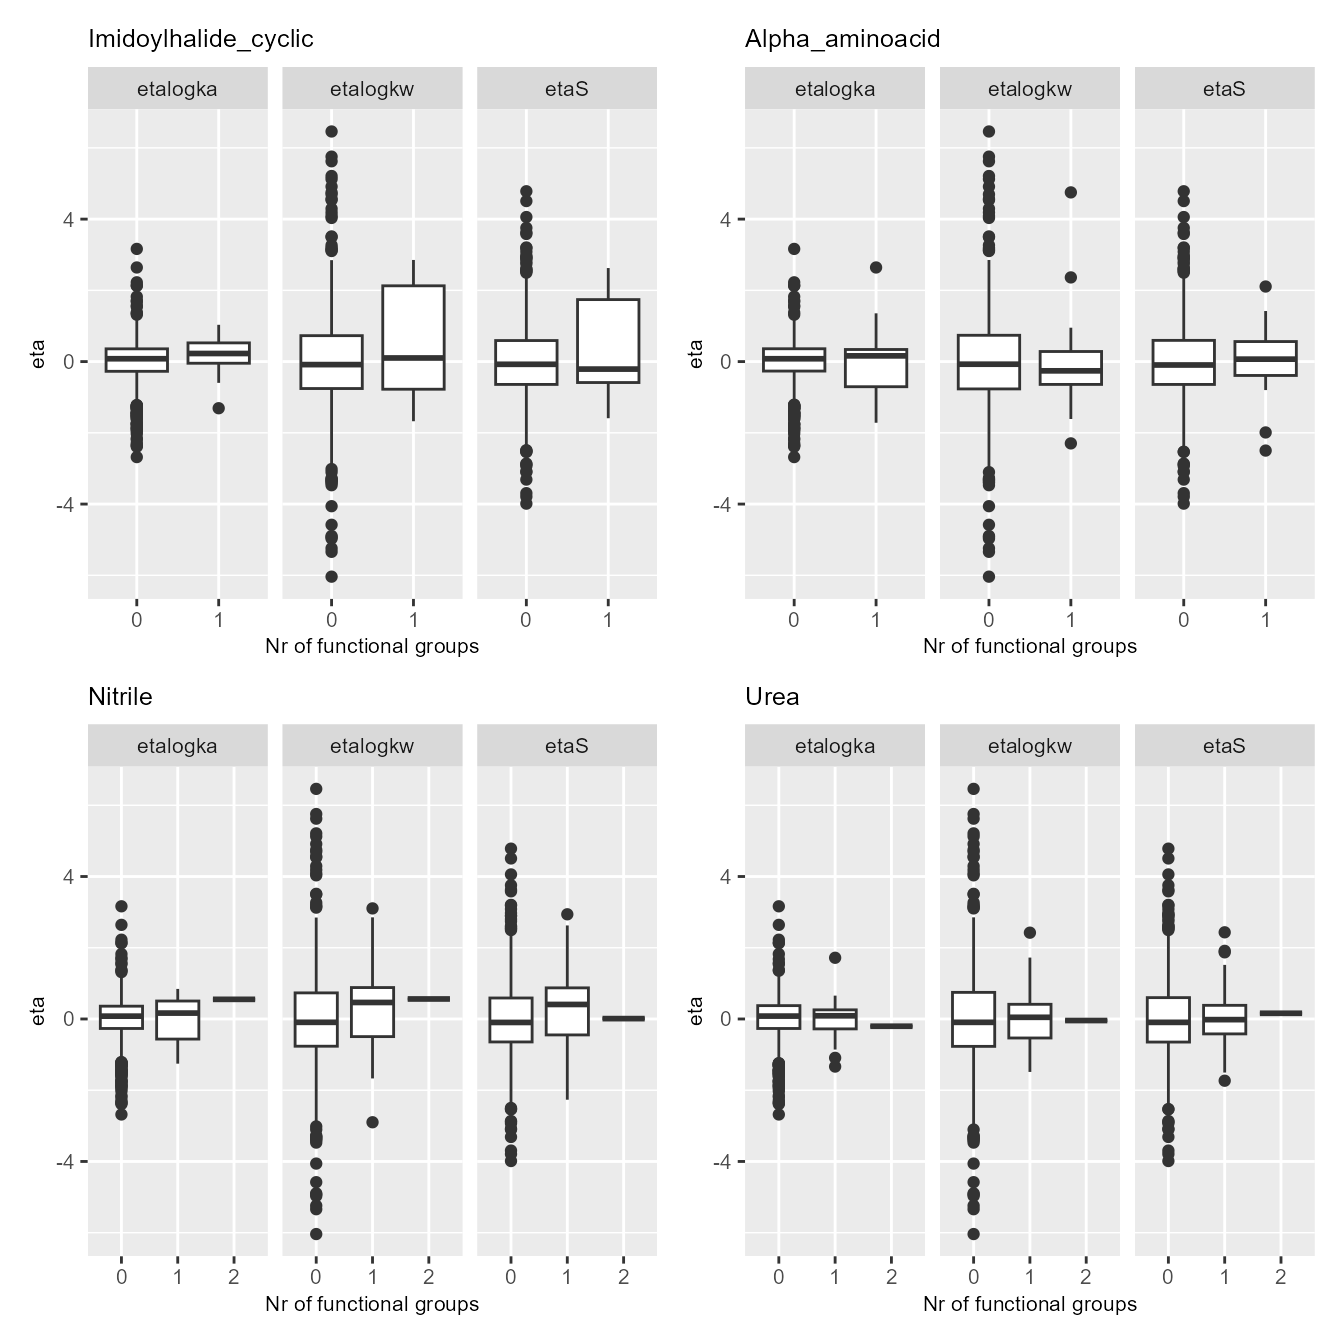 Imidoylhalide_cyclic
etalogka etalogkw etaS
eta
4
0
-4
0 1 0 1 0 1
Nr of functional groups
Alpha_aminoacid
etalogka etalogkw etaS
eta
4
0
-4
0 1 0 1 0 1
Nr of functional groups
Nitrile
etalogka etalogkw etaS
eta
4
0
-4
0 1 2 0 1 2 0 1 2
Nr of functional groups
Urea
etalogka etalogkw etaS
eta
4
0
-4
0 1 2 0 1 2 0 1 2
Nr of functional groups